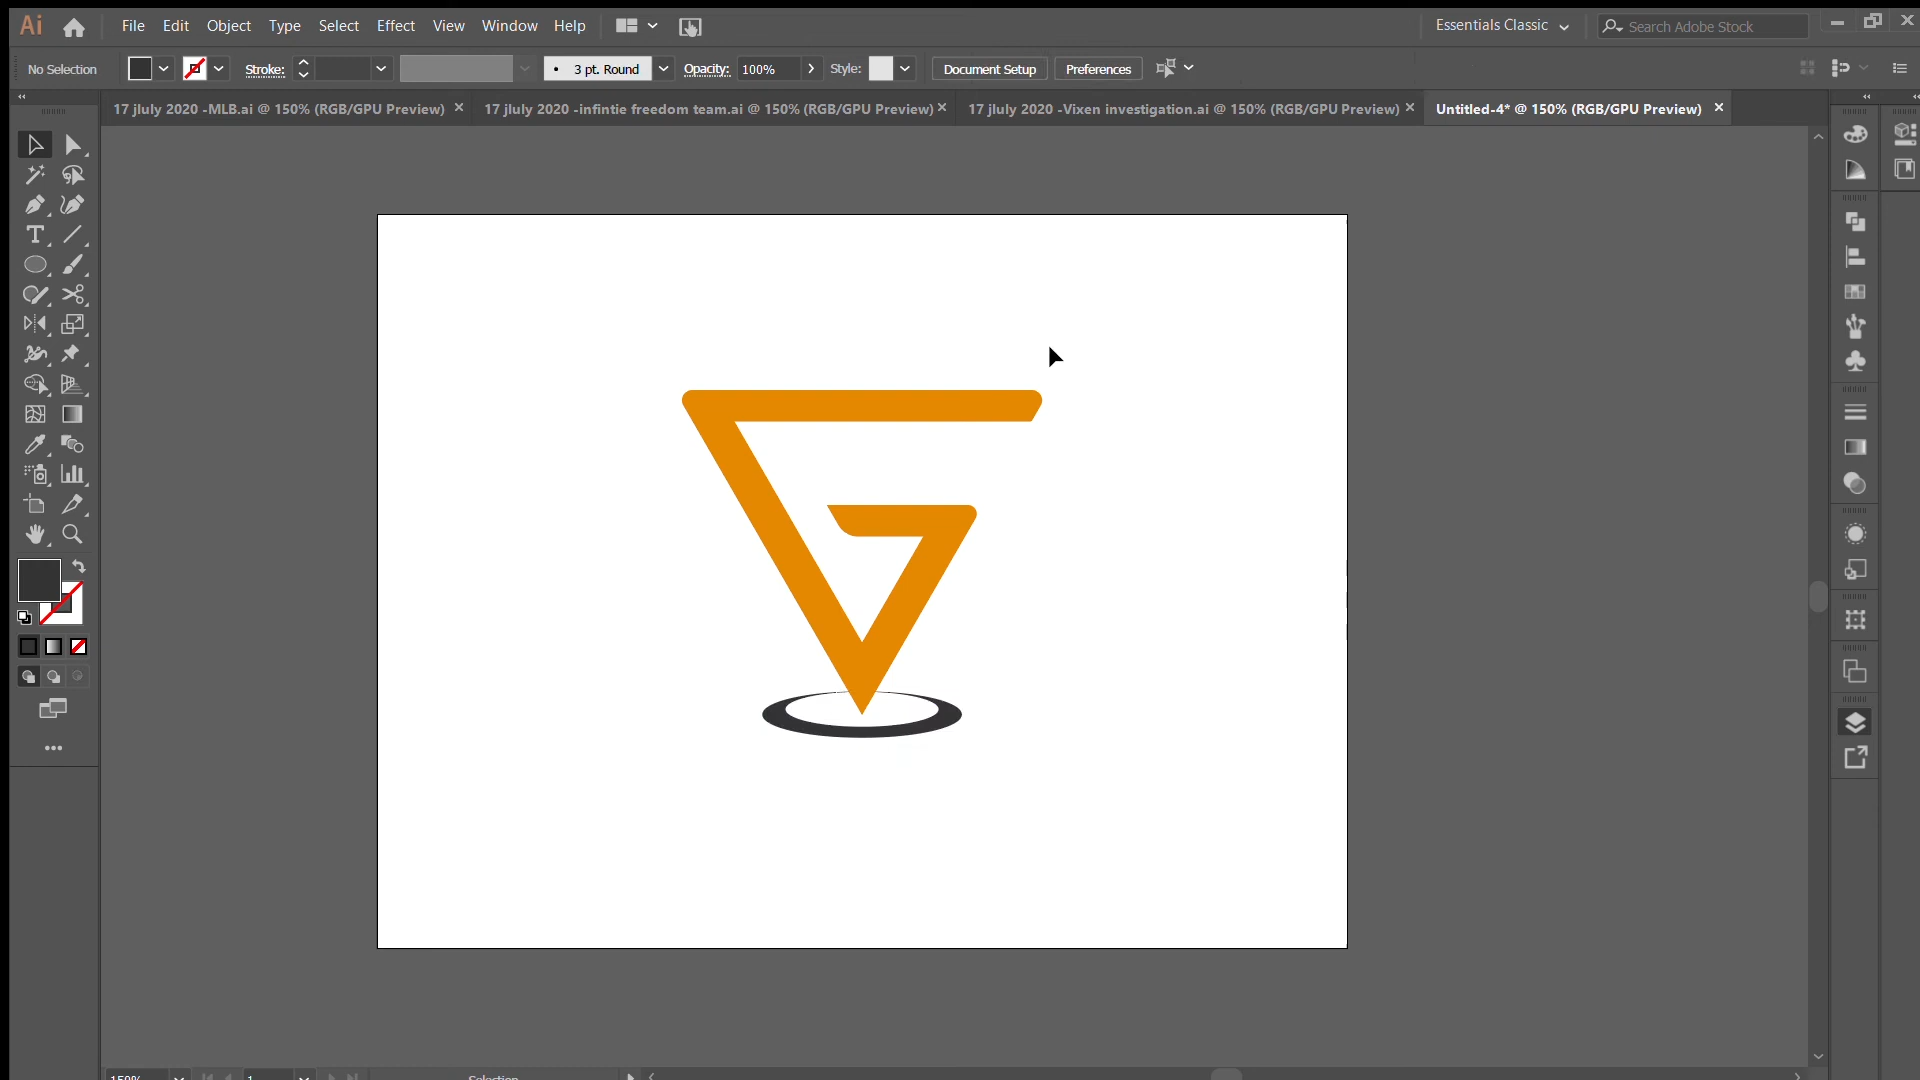 Ai File Edit Object Type Select Effect View Window Help Essentials Classic Search Adobe Stock
No Selection Stroke: 3 pt. Round Opacity: 100% Style: Document Setup Preferences
17 jluly 2020 -MLB.ai @ 150% (RGB/GPU Preview) 17 jluly 2020 -infintie freedom team.ai @ 150% (RGB/GPU Preview) 17 jluly 2020 -Vixen investigation.ai @ 150% (RGB/GPU Preview) Untitled-4* @ 150% (RGB/GPU Preview)
150% 1 Selection